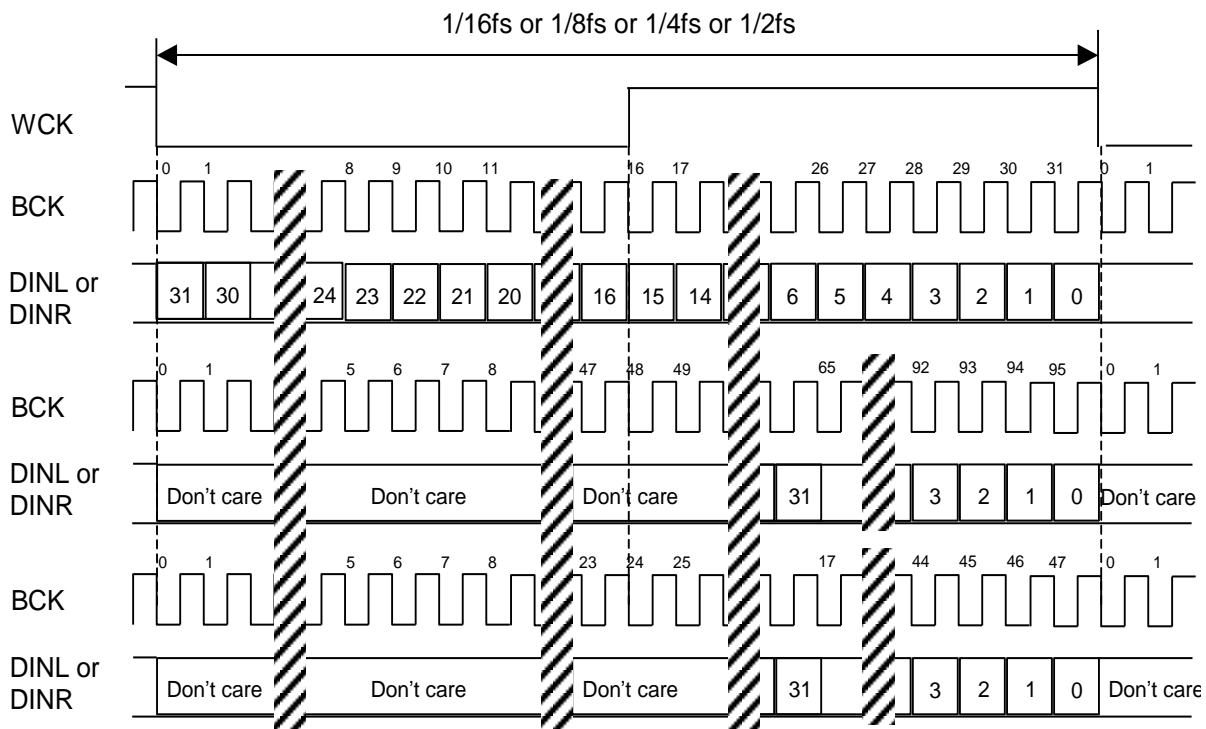 1/16fs or 1/8fs or 1/4fs or 1/2fs
WCK
0 1 8 9 10 11 16 17 26 27 28 29 30 31 0 1
BCK
DINL or
DINR
31 30 24 23 22 21 20 16 15 14 6 5 4 3 2 1 0
0 1 5 6 7 8 47 48 49 65 92 93 94 95 0 1
BCK
DINL or
DINR
Don't care Don't care Don't care 31 3 2 1 0 Don't care
0 1 5 6 7 8 23 24 25 17 44 45 46 47 0 1
BCK
DINL or
DINR
Don't care Don't care Don't care 31 3 2 1 0 Don't care